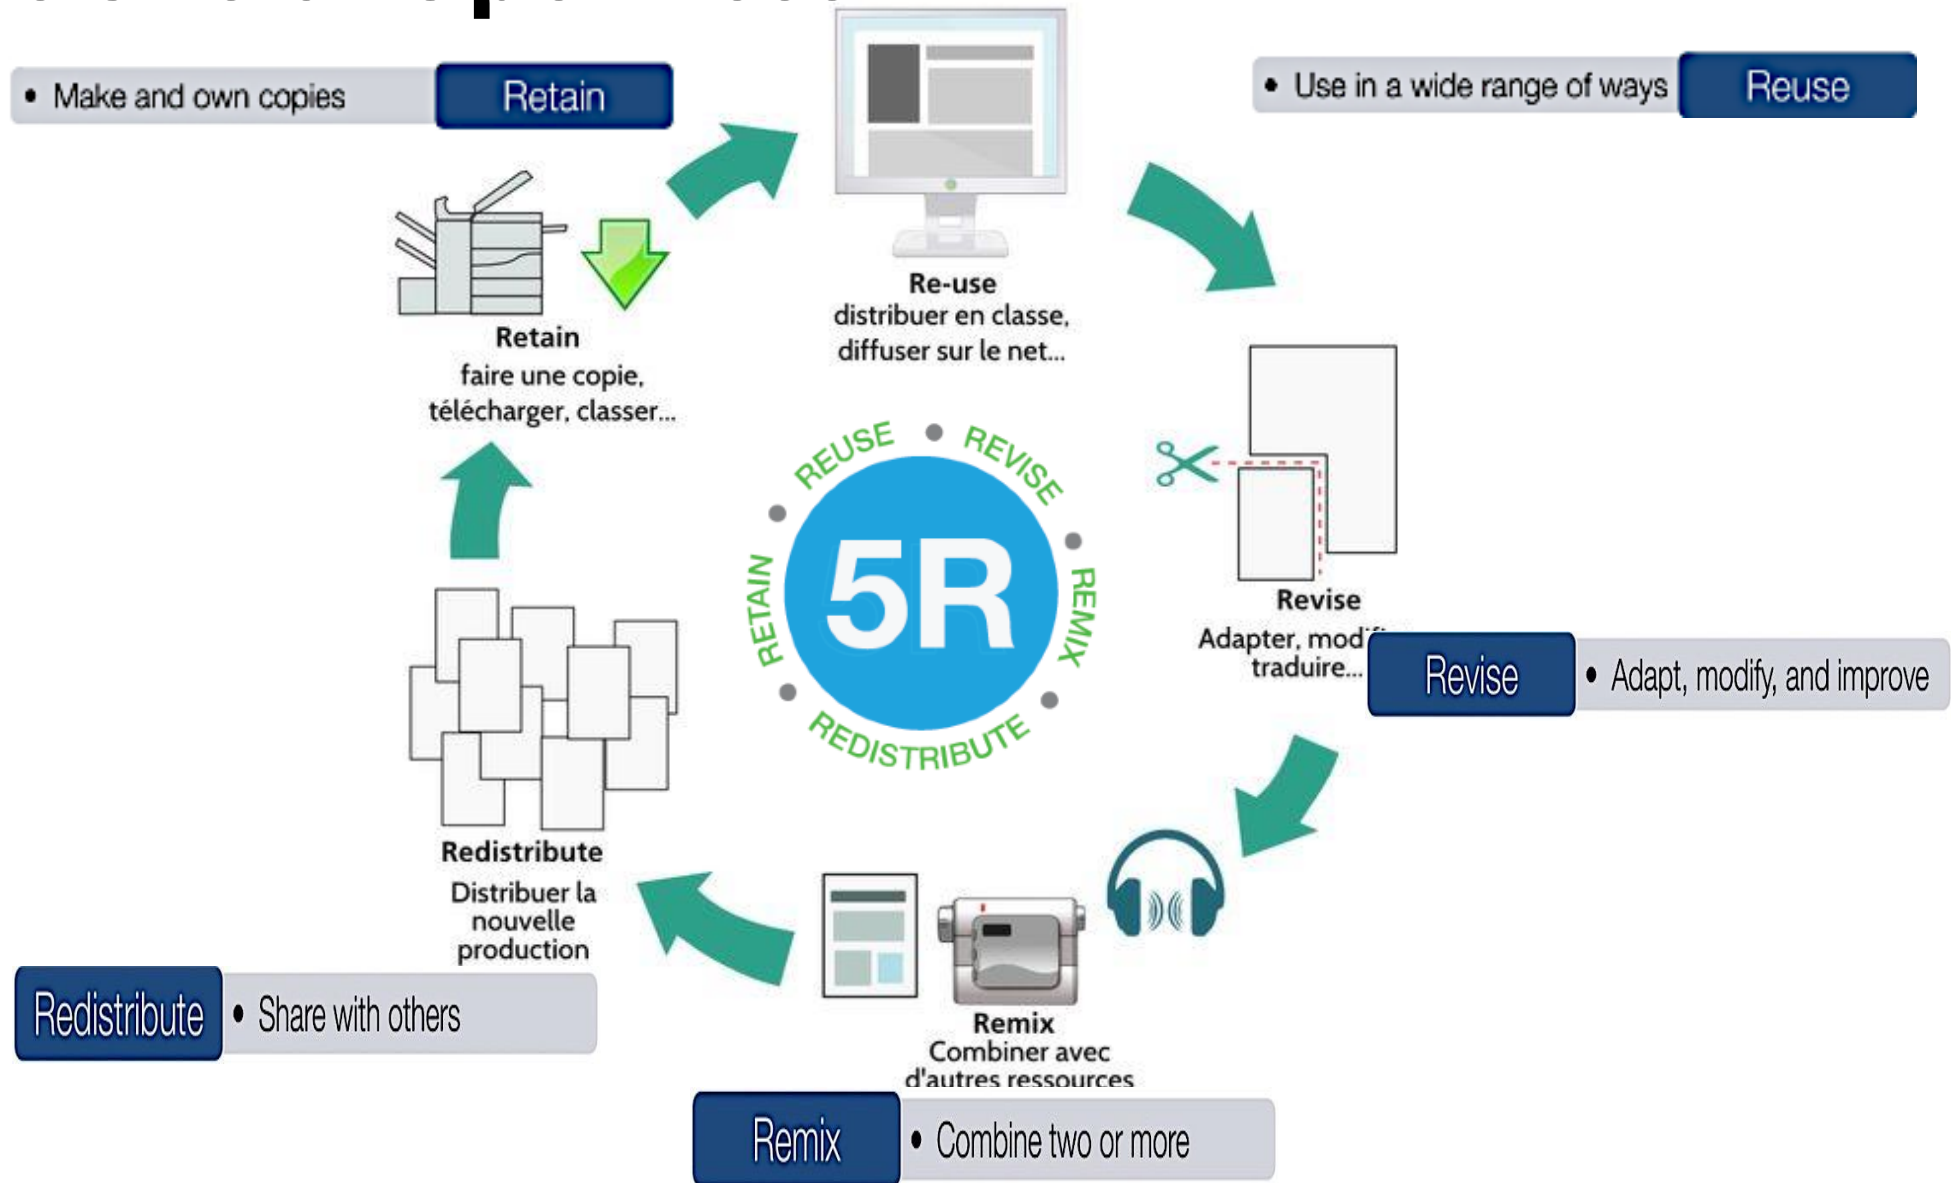 • Make and own copies
Retain
• Use in a wide range of ways
Reuse
Re-use
distribuer en classe,
diffuser sur le net...
Retain
faire une copie,
télécharger, classer...
REUSE
REVISE
REMIX
REDISTRIBUTE
RETAIN
5R
Revise
Adapter,
traduire...
Revise
• Adapt, modify, and improve
Redistribute
Distribuer la
nouvelle
production
Redistribute
• Share with others
Remix
Combiner avec
d'autres ressources
Remix
• Combine two or more